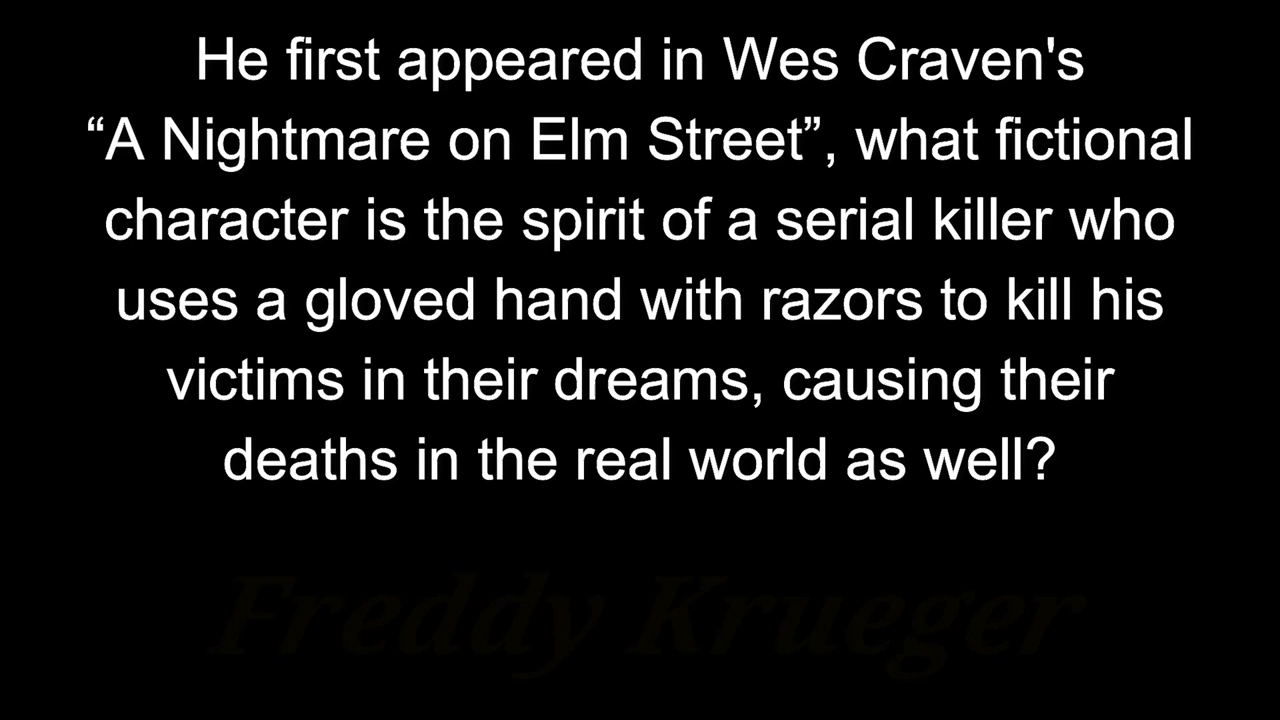 He first appeared in Wes Craven's
“A Nightmare on Elm Street”, what fictional
character is the spirit of a serial killer who
uses a gloved hand with razors to kill his
victims in their dreams, causing their
deaths in the real world as well?
Freddy Krueger